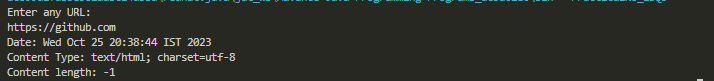 Enter any URL:
https://github.com
Date: Wed Oct 25 20:38:44 IST 2023
Content Type: text/html; charset=utf-8
Content length: -1